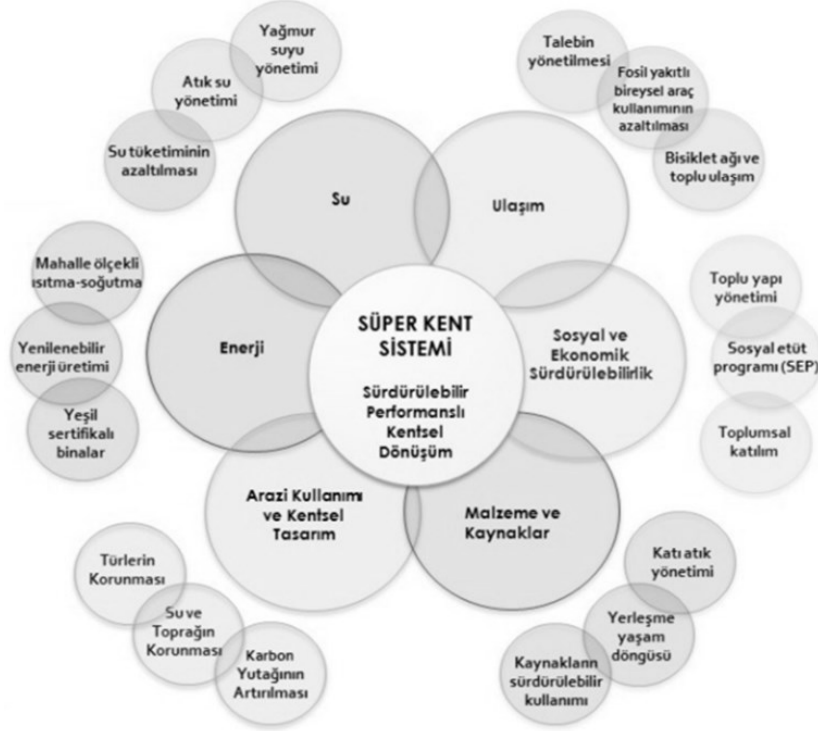 Yağmur
suyu
yönetimi
Atık su
yönetimi
Su tüketiminin
azaltılması
Talebin
yönetilmesi
Fosil yakıtlı
bireysel araç
kullanımının
azaltılması
Bisiklet ağı ve
toplu ulaşım
Su
Ulaşım
Mahalle ölçekli
ısıtma-soğutma
Yenilenebilir
enerji üretimi
Yeşil
sertifikalı
binalar
Enerji
SÜPER KENT
SİSTEMİ
Sürdürülebilir
Performanslı
Kentsel
Dönüşüm
Sosyal ve
Ekonomik
Sürdürülebilirlik
Toplu yapı
yönetimi
Sosyal etüt
programı (SEP)
Toplumsal
katılım
Arazi Kullanımı
ve Kentsel
Tasarım
Malzeme ve
Kaynaklar
Türlerin
Korunması
Su ve
Toprağın
Korunması
Karbon
Yutağının
Artırılması
Katı atık
yönetimi
Yerleşme
yaşam
döngüsü
Kaynakların
sürdürülebilir
kullanımı